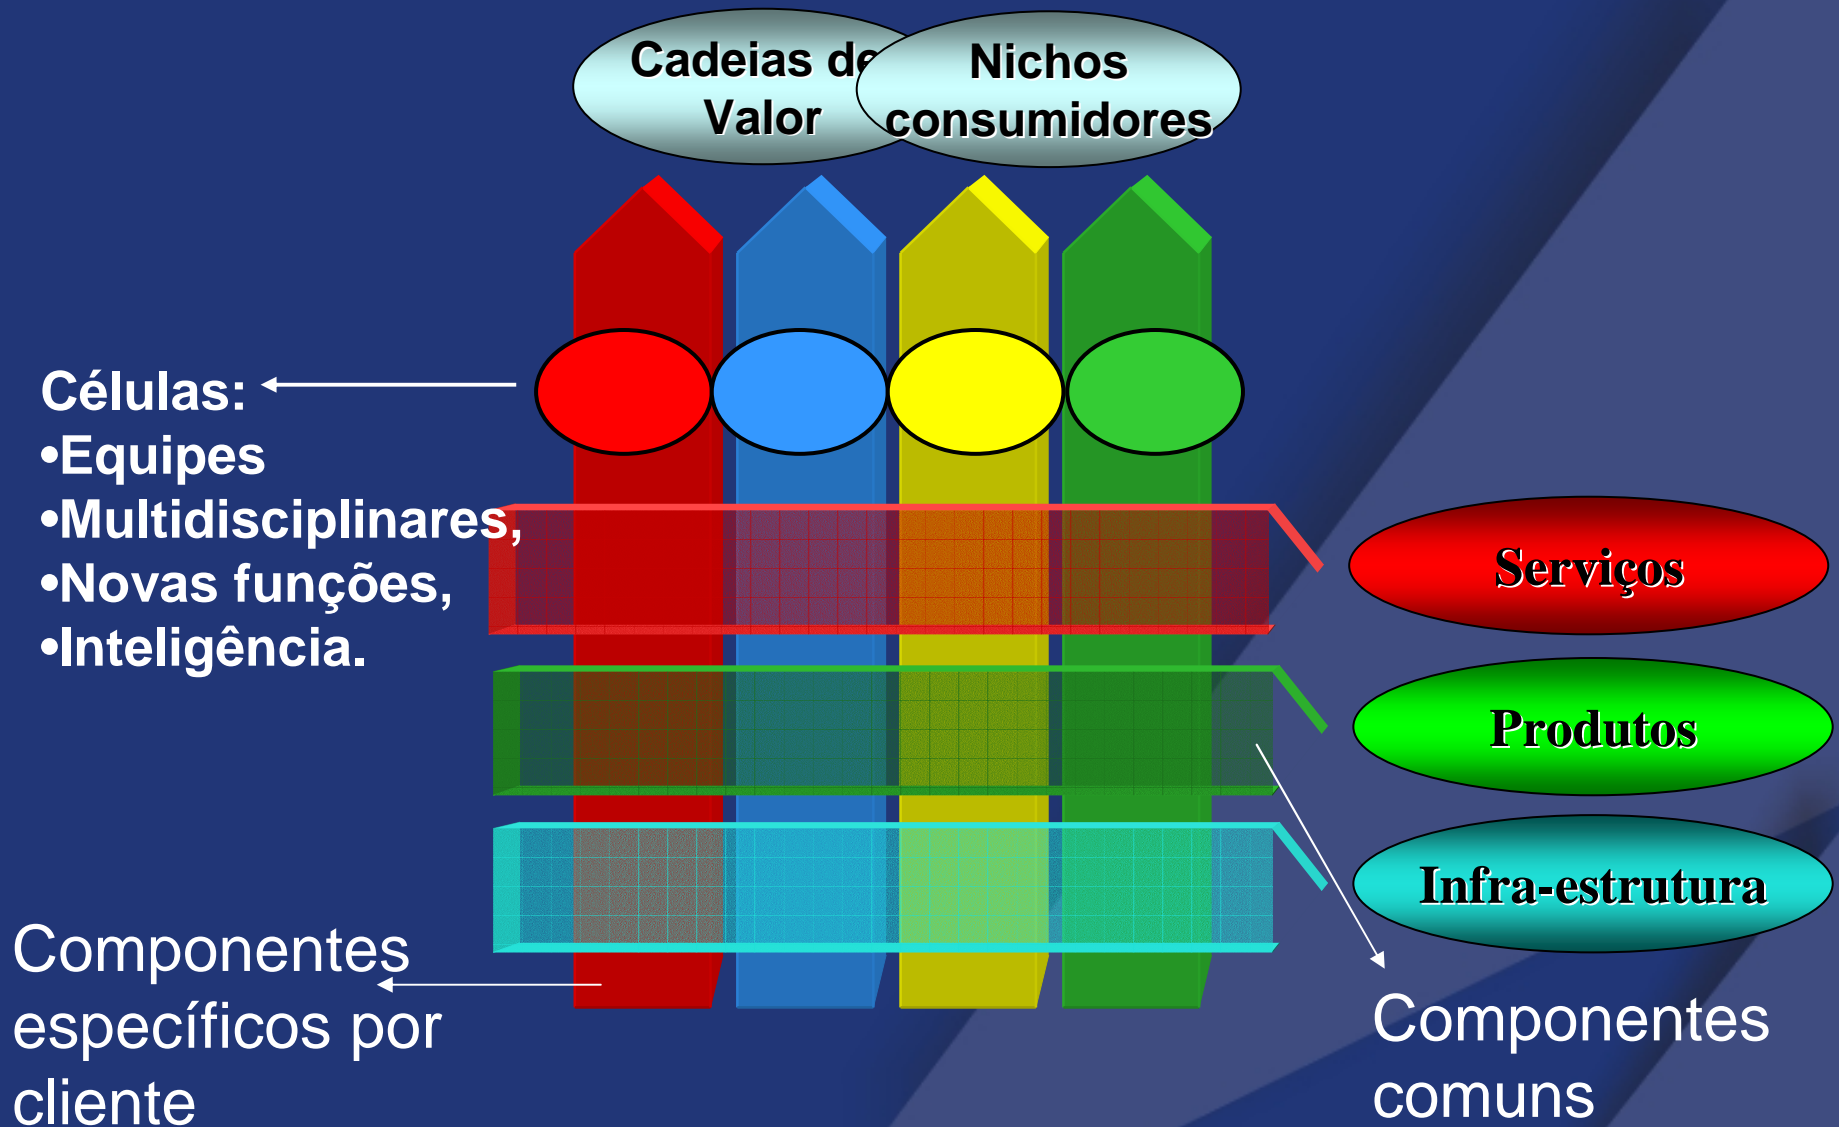 Cadeias de
Valor
Nichos
consumidores
Células:
•Equipes
•Multidisciplinares,
•Novas funções,
•Inteligência.
Serviços
Produtos
Infra-estrutura
Componentes
específicos por
cliente
Componentes
comuns